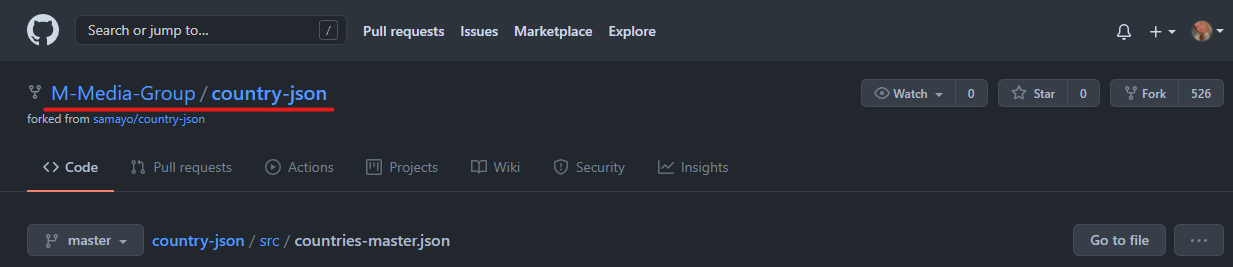 Search or jump to... / Pull requests Issues Marketplace Explore
M-Media-Group / country-json Watch 0 Star 0 Fork 526
forked from samayo/country-json
Code Pull requests Actions Projects Wiki Security Insights
master country-json / src / countries-master.json Go to file ...